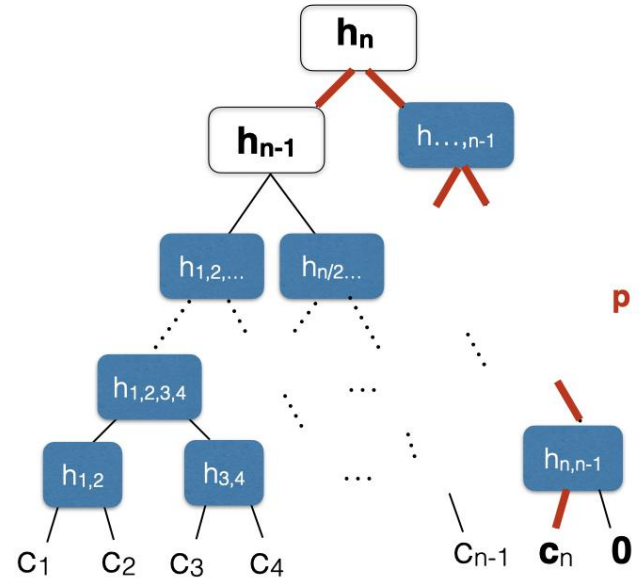 hn
hn-1
h...,n-1
h1,2,...
hn/2...
p
h1,2,3,4
...
h1,2
h3,4
hn,n-1
...
c1
c2
c3
c4
cn-1
cn
0